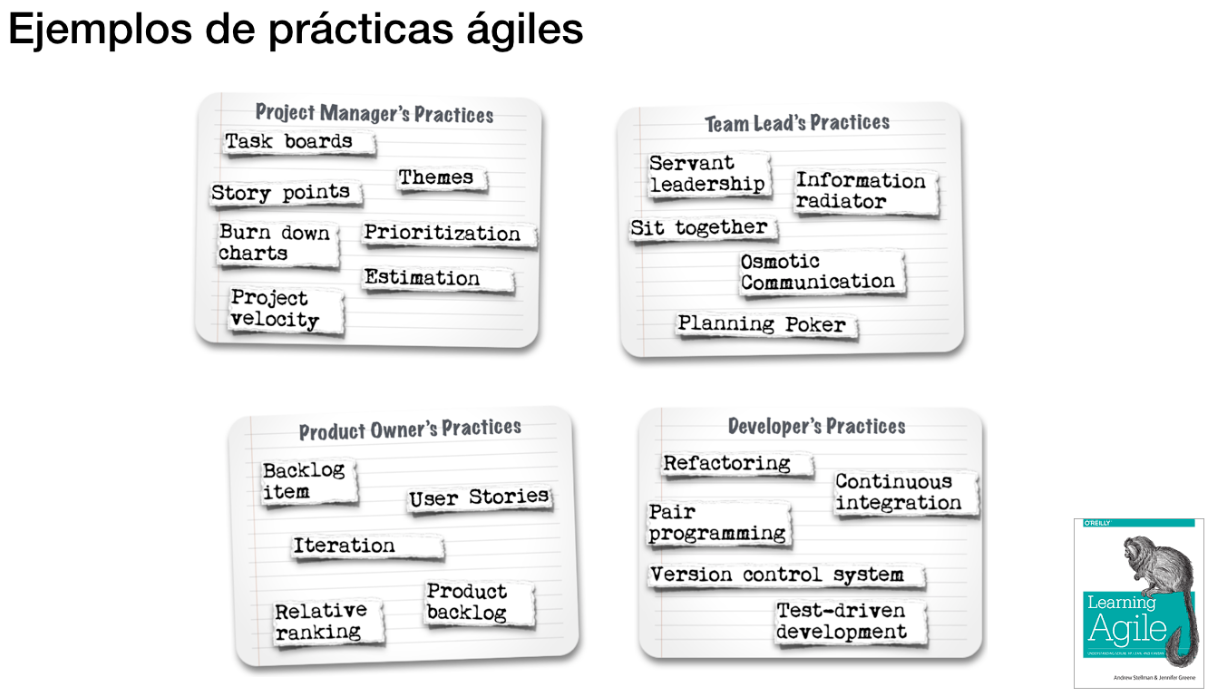 Ejemplos de prácticas ágiles
Project Manager's Practices
Task boards
Themes
Story points
Burn down
charts
Prioritization
Estimation
Project
velocity
Team Lead's Practices
Servant
leadership
Information
radiator
Sit together
Osmotic
Communication
Planning Poker
Product Owner's Practices
Backlog
item
User Stories
Iteration
Product
backlog
Relative
ranking
Developer's Practices
Refactoring
Continuous
integration
Pair
programming
Version control system
Test-driven
development
O'REILLY
Learning
Agile
Andrew Stellman & Jennifer Greene